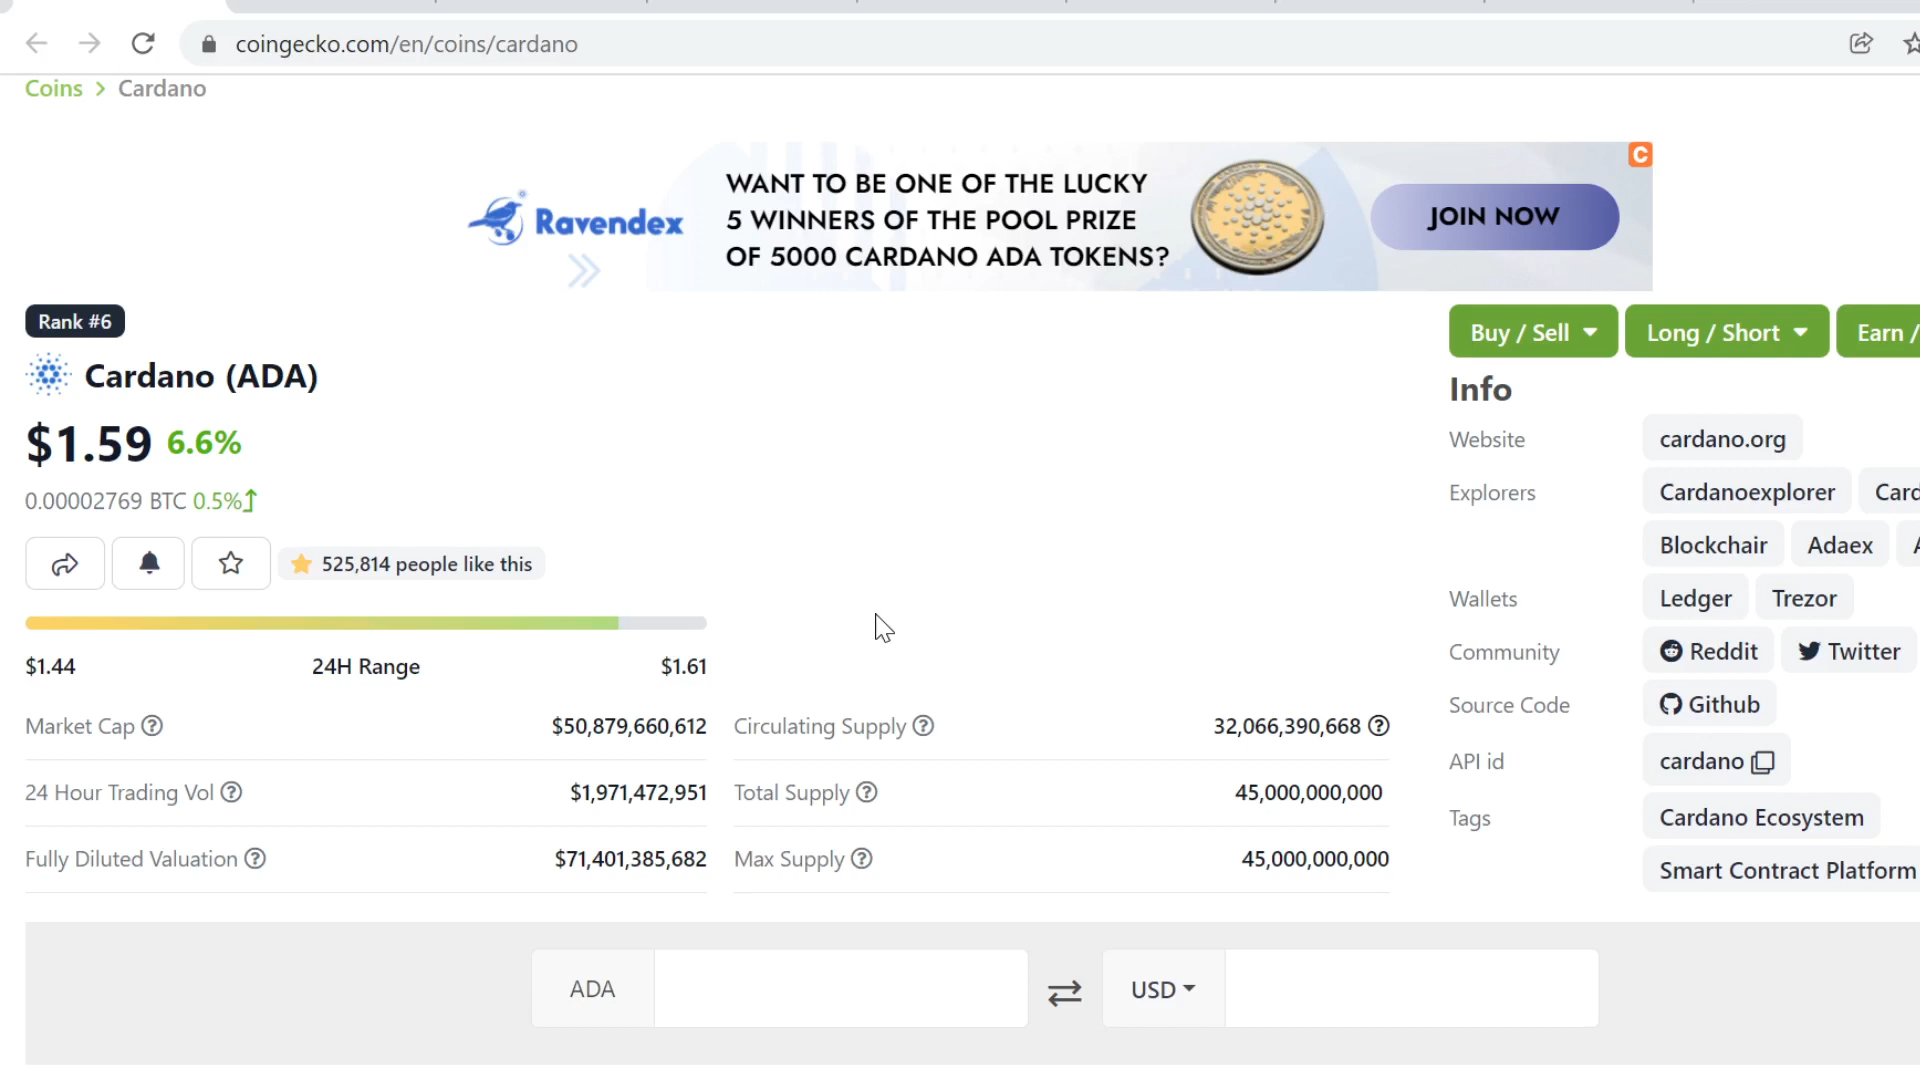 coingecko.com/en/coins/cardano
Coins > Cardano
Ravendex
WANT TO BE ONE OF THE LUCKY
5 WINNERS OF THE POOL PRIZE
OF 5000 CARDANO ADA TOKENS?
JOIN NOW
C
Rank #6
Cardano (ADA)
$1.59 6.6%
0.00002769 BTC 0.5%
525,814 people like this
$1.44 24H Range $1.61
Market Cap $50,879,660,612
24 Hour Trading Vol $1,971,472,951
Fully Diluted Valuation $71,401,385,682
Circulating Supply 32,066,390,668
Total Supply 45,000,000,000
Max Supply 45,000,000,000
Buy / Sell Long / Short Earn /
Info
Website cardano.org
Explorers Cardanoexplorer Card
Blockchair Adaex
Wallets Ledger Trezor
Community Reddit Twitter
Source Code Github
API id cardano
Tags Cardano Ecosystem
Smart Contract Platform
ADA USD